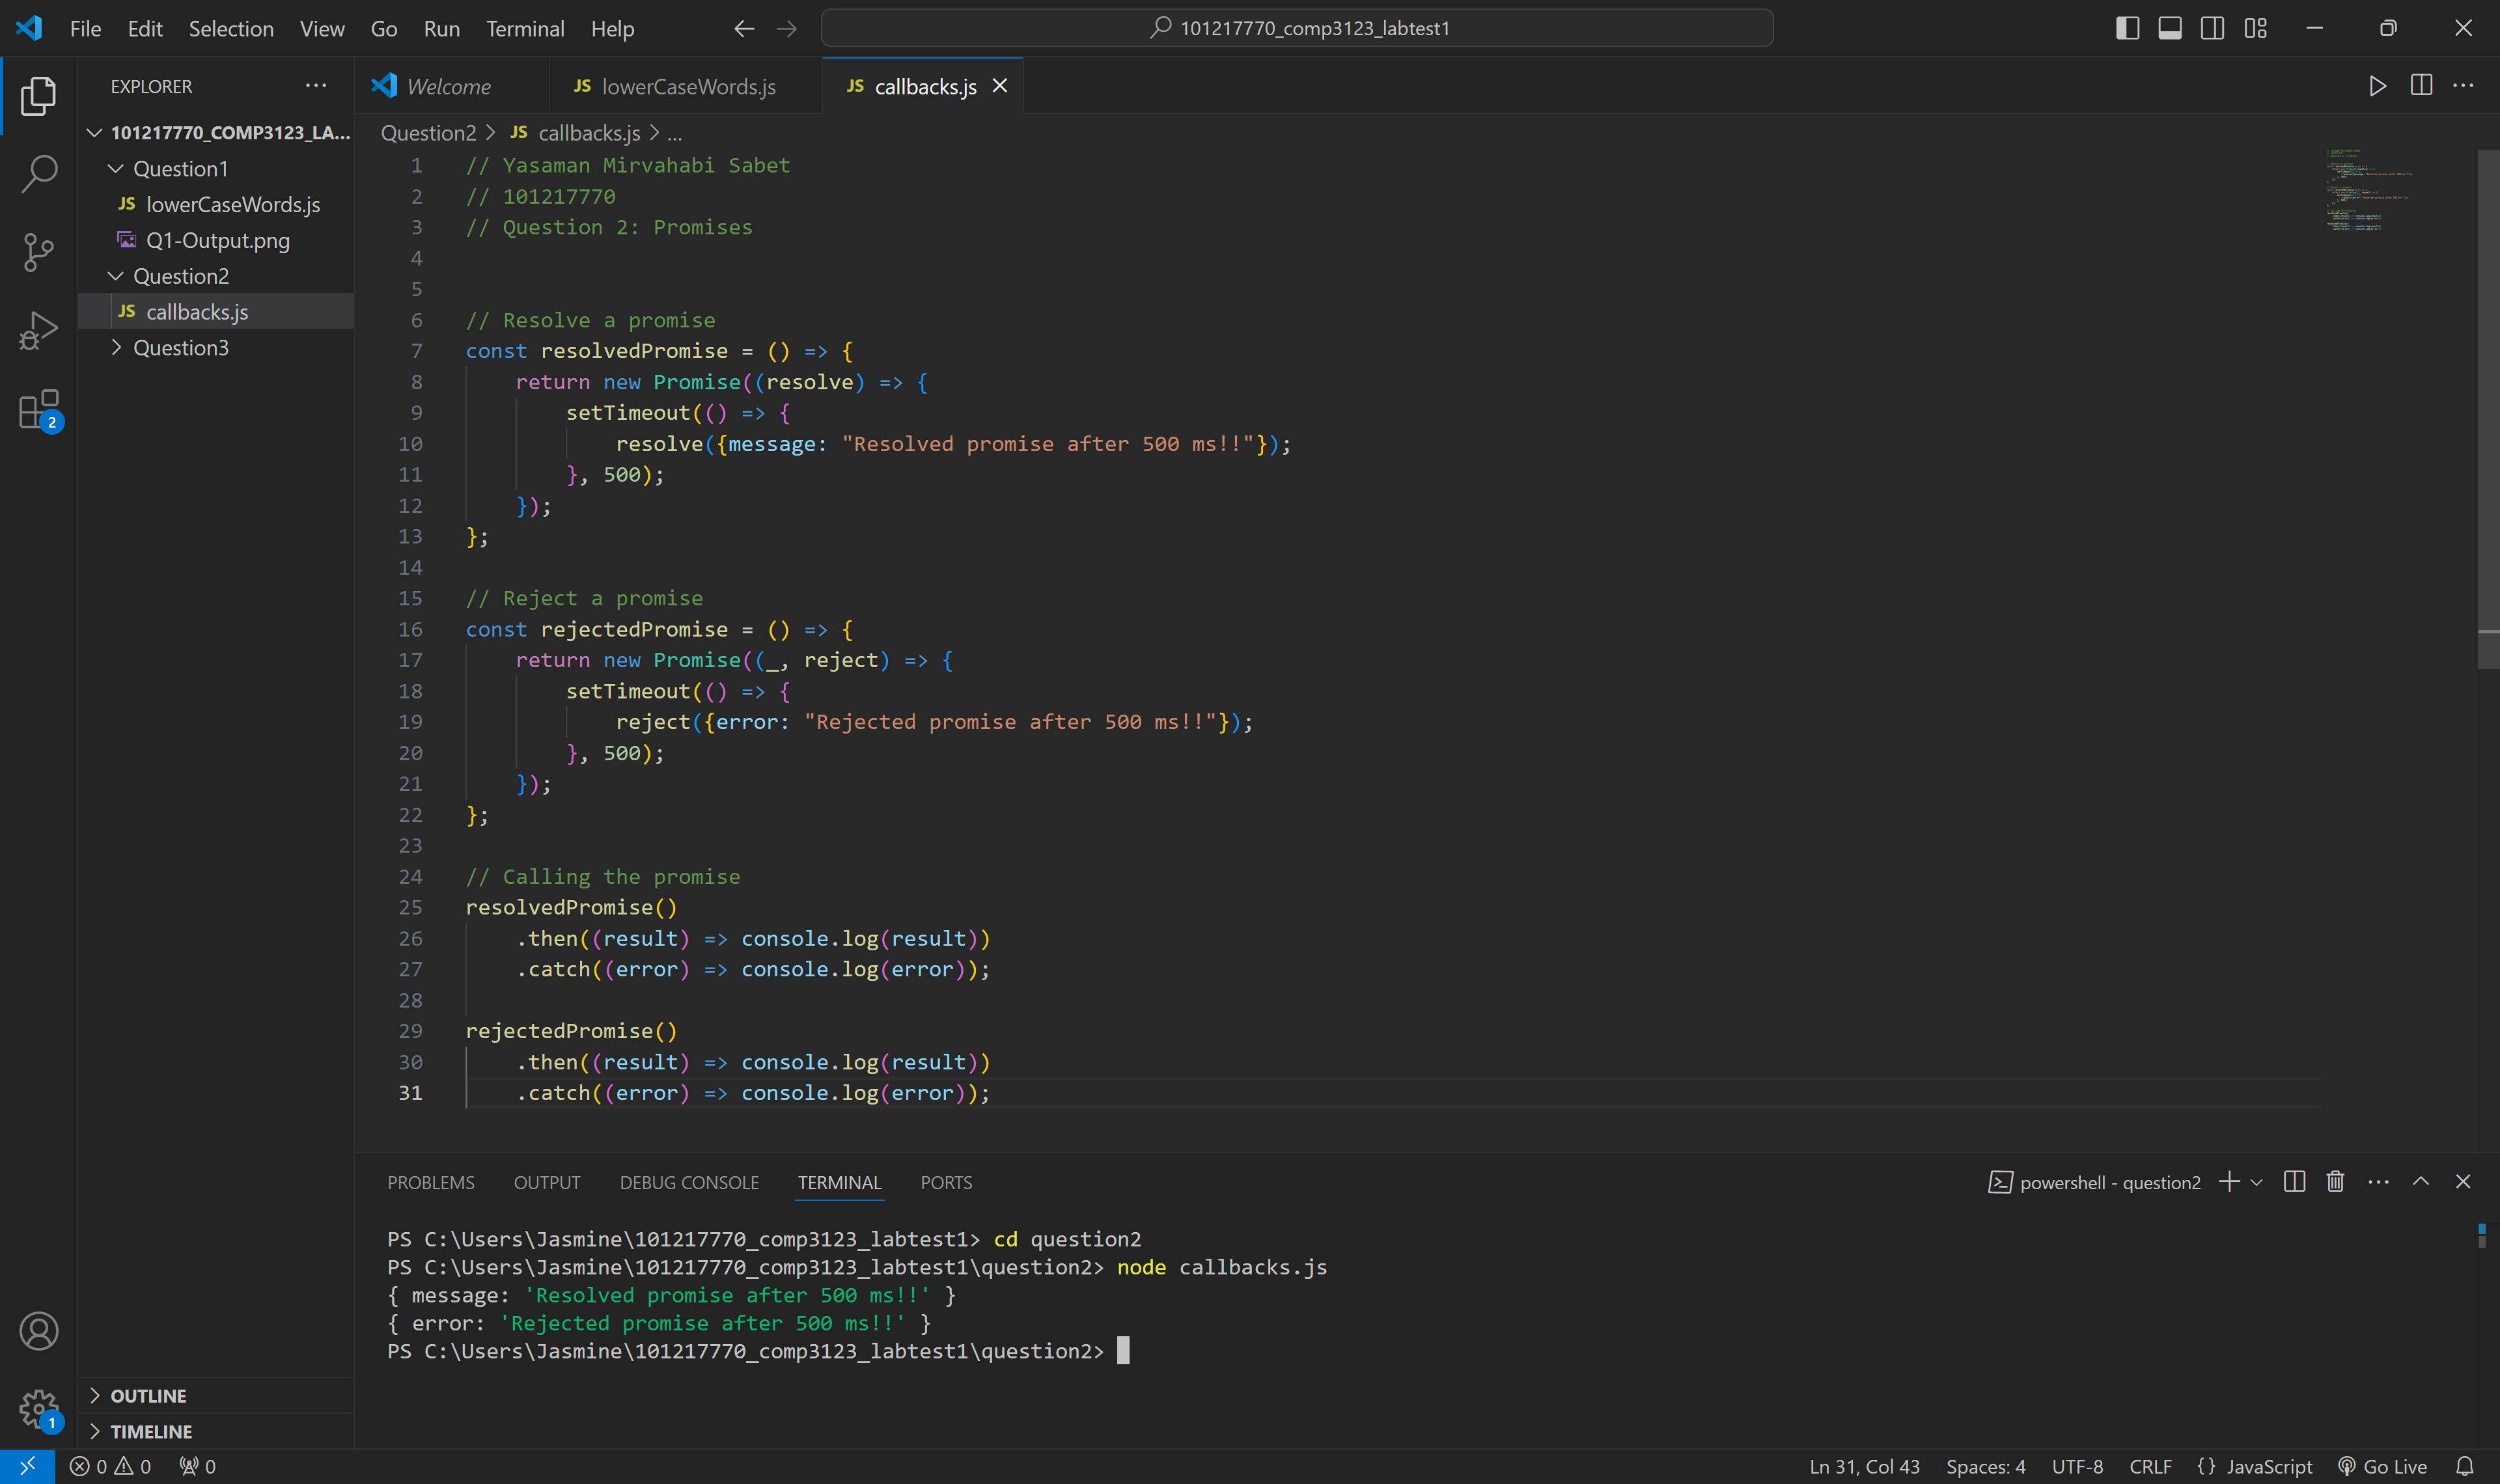 File Edit Selection View Go Run Terminal Help 101217770_comp3123_labtest1
EXPLORER
101217770_COMP3123_LA...
Question1
JS lowerCaseWords.js
Q1-Output.png
Question2
JS callbacks.js
Question3
OUTLINE
TIMELINE
2
1
Welcome JS lowerCaseWords.js JS callbacks.js
Question2 > JS callbacks.js > ...
1 // Yasaman Mirvahabi Sabet
2 // 101217770
3 // Question 2: Promises
4
5
6 // Resolve a promise
7 const resolvedPromise = () => {
8     return new Promise((resolve) => {
9         setTimeout(() => {
10             resolve({message: "Resolved promise after 500 ms!!"});
11         }, 500);
12     });
13 };
14
15 // Reject a promise
16 const rejectedPromise = () => {
17     return new Promise((_, reject) => {
18         setTimeout(() => {
19             reject({error: "Rejected promise after 500 ms!!"});
20         }, 500);
21     });
22 };
23
24 // Calling the promise
25 resolvedPromise()
26     .then((result) => console.log(result))
27     .catch((error) => console.log(error));
28
29 rejectedPromise()
30     .then((result) => console.log(result))
31     .catch((error) => console.log(error));
PROBLEMS OUTPUT DEBUG CONSOLE TERMINAL PORTS powershell - question2
PS C:\Users\Jasmine\101217770_comp3123_labtest1> cd question2
PS C:\Users\Jasmine\101217770_comp3123_labtest1\question2> node callbacks.js
{ message: 'Resolved promise after 500 ms!!' }
{ error: 'Rejected promise after 500 ms!!' }
PS C:\Users\Jasmine\101217770_comp3123_labtest1\question2>
0 0 0 Ln 31, Col 43 Spaces: 4 UTF-8 CRLF {} JavaScript Go Live